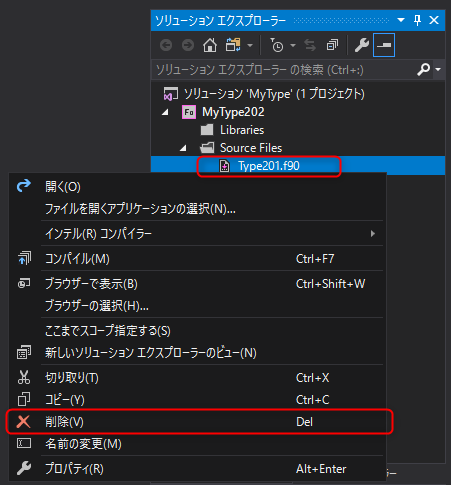 ソリューション エクスプローラー
ソリューション エクスプローラー の検索 (Ctrl+:)
ソリューション 'MyType' (1 プロジェクト)
Fo MyType202
Libraries
Source Files
Type201.f90
開く(O)
ファイルを開くアプリケーションの選択(N)...
インテル(R) コンパイラー
コンパイル(M) Ctrl+F7
ブラウザーで表示(B) Ctrl+Shift+W
ブラウザーの選択(H)...
ここまでスコープ指定する(S)
新しいソリューション エクスプローラーのビュー(N)
切り取り(T) Ctrl+X
コピー(Y) Ctrl+C
削除(V) Del
名前の変更(M)
プロパティ(R) Alt+Enter
ラー